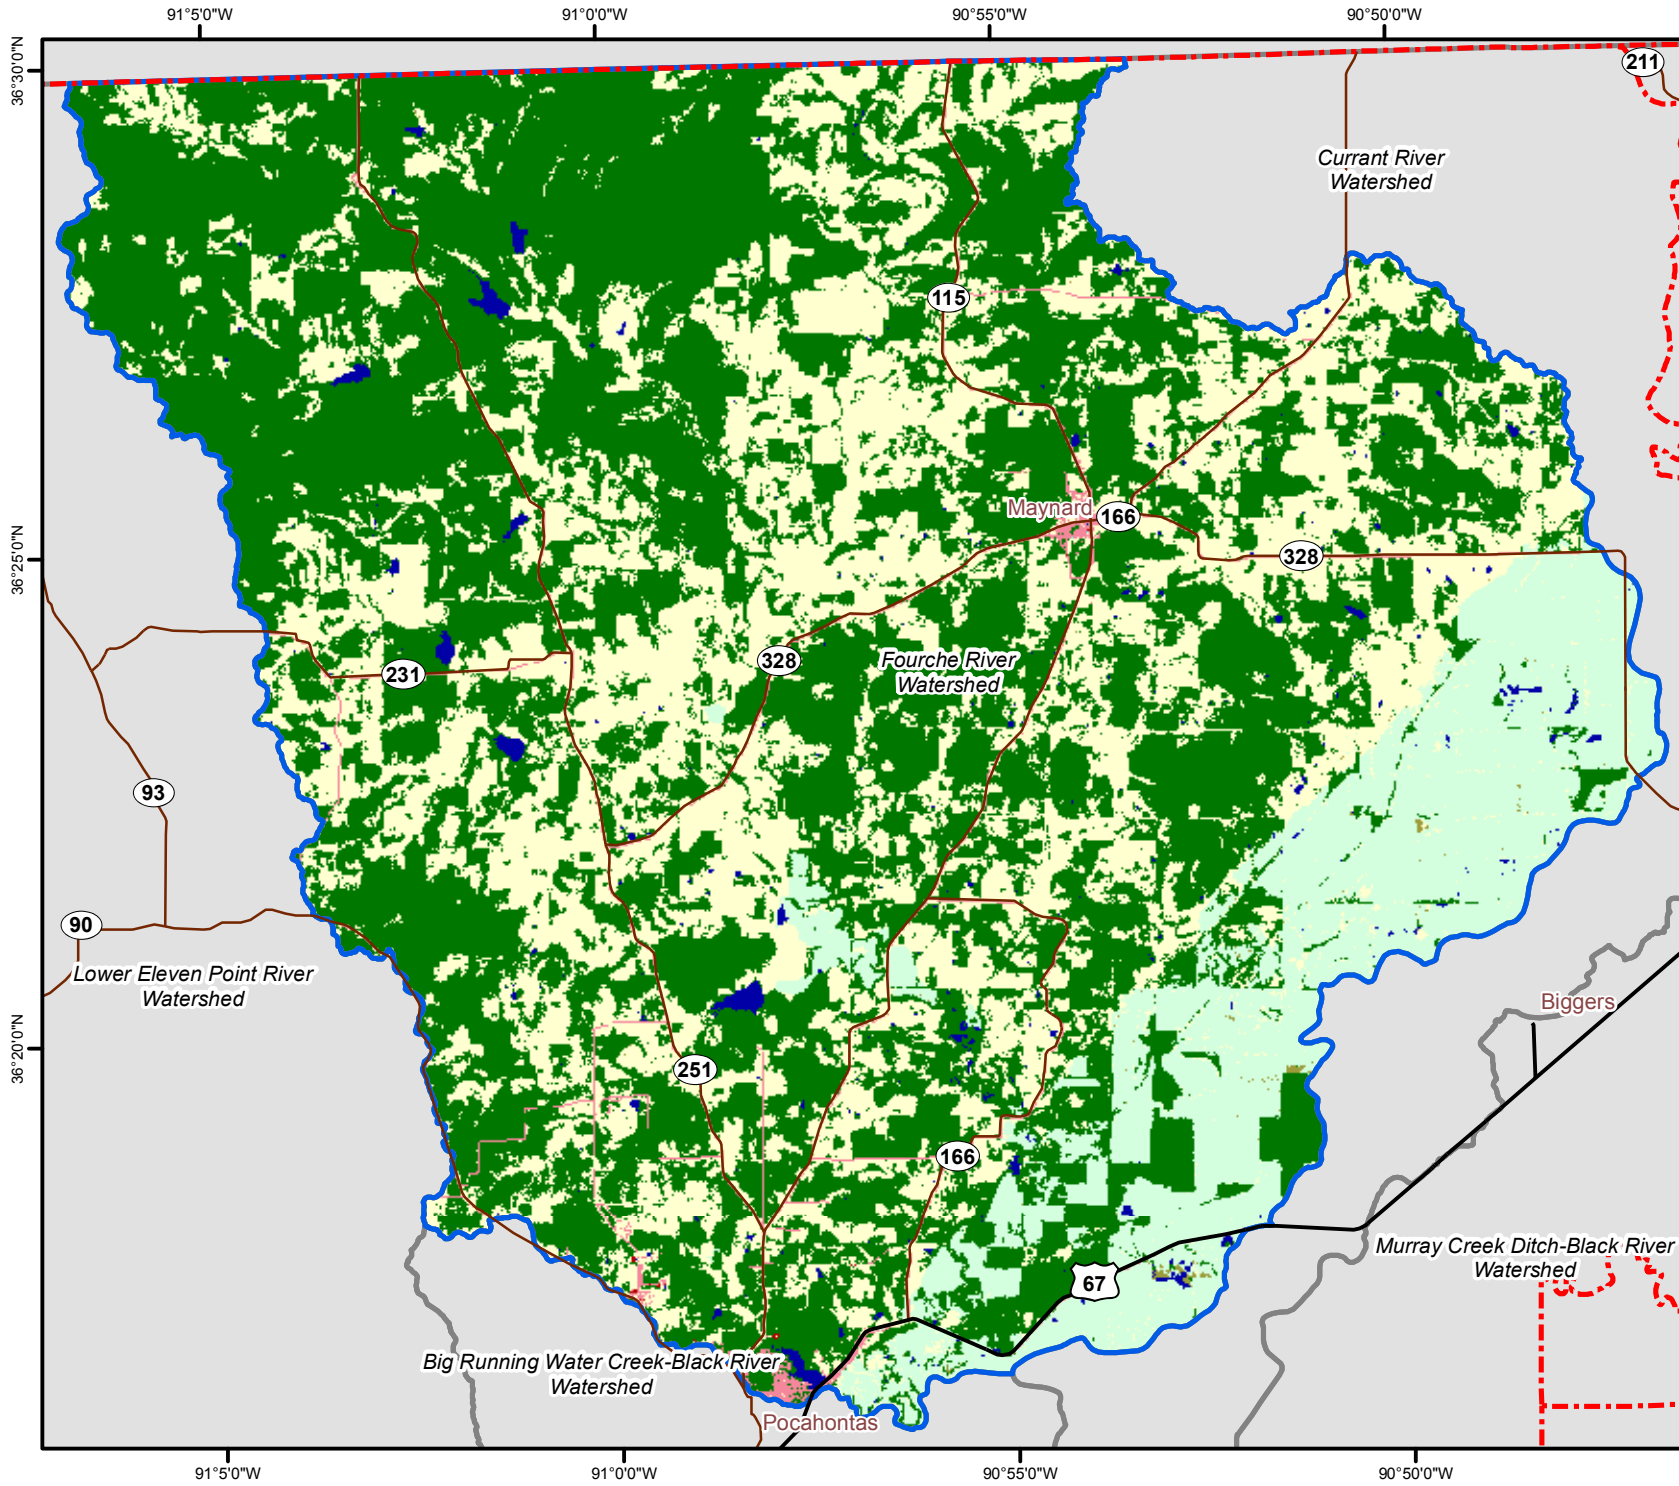 91°5'0"W
91°0'0"W
90°55'0"W
90°50'0"W
36°30'0"N
211
Currant River
Watershed
115
Maynard
166
328
36°25'0"N
328
Fourche River
Watershed
231
93
90
Lower Eleven Point River
Watershed
Biggers
36°20'0"N
251
166
Murray Creek Ditch-Black River
Watershed
67
Big Running Water Creek-Black River
Watershed
Pocahontas
91°5'0"W
91°0'0"W
90°55'0"W
90°50'0"W